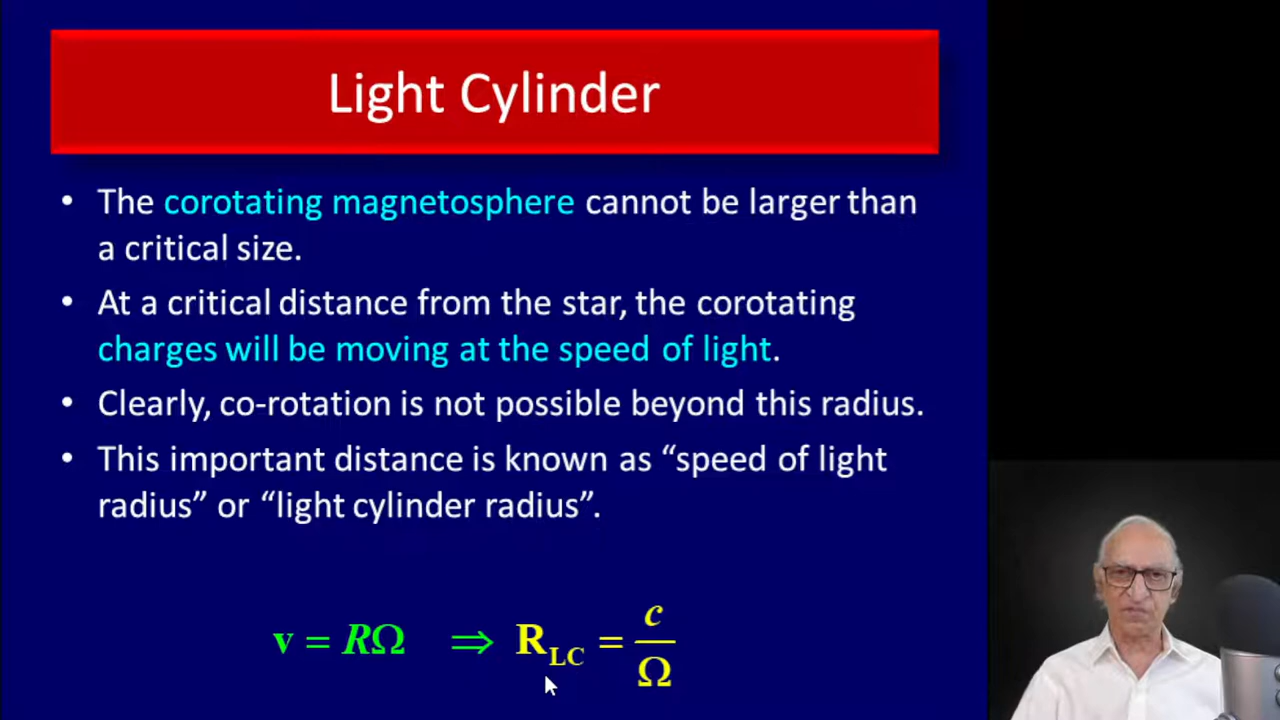 Light Cylinder
• The corotating magnetosphere cannot be larger than
a critical size.
• At a critical distance from the star, the corotating
charges will be moving at the speed of light.
• Clearly, co-rotation is not possible beyond this radius.
• This important distance is known as “speed of light
radius” or “light cylinder radius”.
v = RΩ ⇒ R_LC = c/Ω